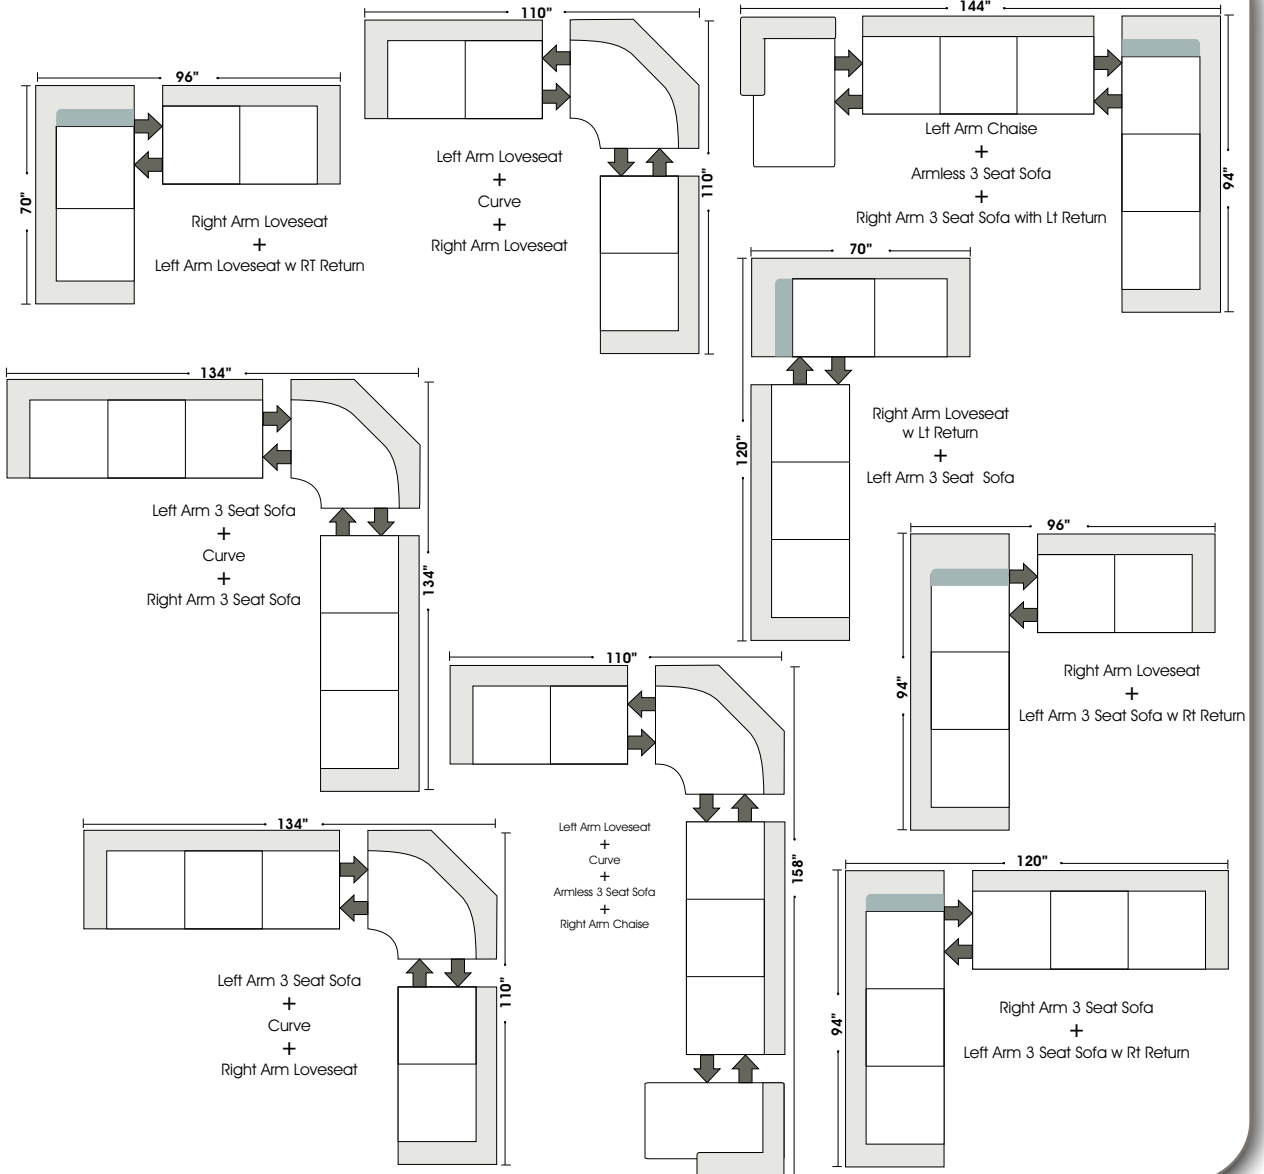 96”
70”
Right Arm Loveseat
+
Left Arm Loveseat w RT Return
110”
110”
Left Arm Loveseat
+
Curve
+
Right Arm Loveseat
144”
94”
Left Arm Chaise
+
Armless 3 Seat Sofa
+
Right Arm 3 Seat Sofa with Lt Return
70”
120”
Right Arm Loveseat
w Lt Return
+
Left Arm 3 Seat Sofa
134”
134”
Left Arm 3 Seat Sofa
+
Curve
+
Right Arm 3 Seat Sofa
96”
94”
Right Arm Loveseat
+
Left Arm 3 Seat Sofa w Rt Return
110”
158”
Left Arm Loveseat
+
Curve
+
Armless 3 Seat Sofa
+
Right Arm Chaise
134”
110”
Left Arm 3 Seat Sofa
+
Curve
+
Right Arm Loveseat
120”
94”
Right Arm 3 Seat Sofa
+
Left Arm 3 Seat Sofa w Rt Return